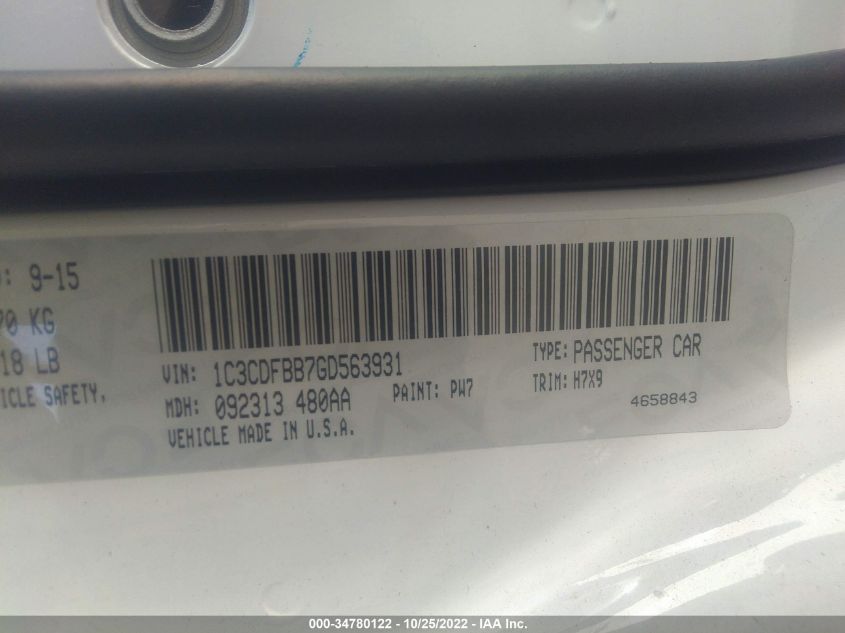 : 9-15
70 KG
18 LB
ICLE SAFETY,
VIN: 1C3CDFBB7GD563931
TYPE: PASSENGER CAR
MDH: 092313 480AA
PAINT: PW7
TRIM: H7X9
VEHICLE MADE IN U.S.A.
4658843
000-34780122 - 10/25/2022 - IAA Inc.